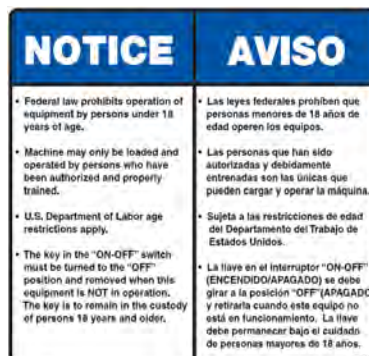 NOTICE
• Federal law prohibits operation of
equipment by persons under 18
years of age.
• Machine may only be loaded and
operated by persons who have
been authorized and properly
trained.
• U.S. Department of Labor age
restrictions apply.
• The key in the "ON-OFF" switch
must be turned to the "OFF"
position and removed when this
equipment is NOT in operation.
The key is to remain in the custody
of persons 18 years and older.
AVISO
• Las leyes federales prohiben que
personas menores de 18 años de
edad operen los equipos.
• Las personas que han sido
autorizadas y debidamente
entrenadas son las únicas que
pueden cargar y operar la máquina.
• Sujeta a las restricciones de edad
del Departamento del Trabajo de
Estados Unidos.
• La llave en el interruptor "ON-OFF"
(ENCENDIDO/APAGADO) se debe
girar a la posición "OFF"(APAGADO
y retirarla cuando este equipo no
está en funcionamiento. La llave
debe permanecer bajo el cuidado
de personas mayores de 18 años.